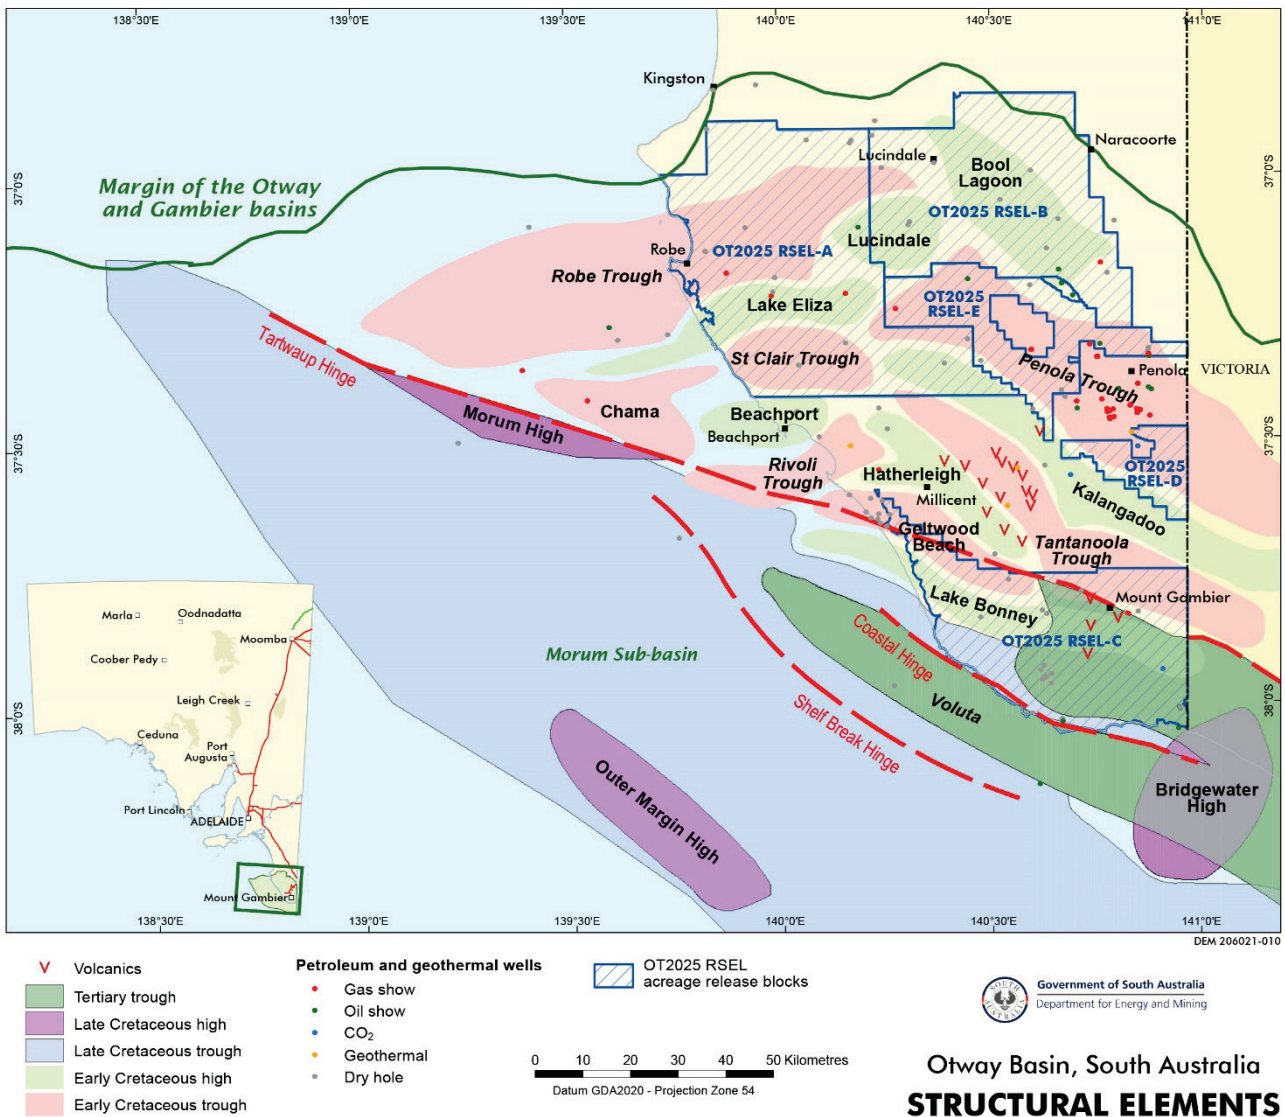 138°30'E 139°0'E 139°30'E 140°0'E 140°30'E 141°0'E
Kingston
Naracoorte
Lucindale
Bool
Lagoon
Margin of the Otway
and Gambier basins
37°0'S
37°0'S
OT2025 RSEL-B
Lucindale
Robe
OT2025 RSEL-A
Robe Trough
OT2025
RSEL-E
Lake Eliza
Tartwaup Hinge
St Clair Trough
Penola Trough
Penola
VICTORIA
Chama
Morum High
Beachport
Beachport
37°30'S
37°30'S
Rivoli
Trough
Hatherleigh
Millicent
OT2025
RSEL-D
Kalangadoo
Geltwood
Beach
Tantanoola
Trough
Lake Bonney
Mount Gambier
OT2025 RSEL-C
Morum Sub-basin
Coastal Hinge
Voluta
Shelf Break Hinge
38°0'S
38°0'S
Outer Margin High
Bridgewater
High
Marla
Oodnadatta
Moomba
Coober Pedy
Leigh Creek
Ceduna
Port
Augusta
Port Lincoln
ADELAIDE
Mount Gambier
138°30'E 139°0'E 139°30'E 140°0'E 140°30'E 141°0'E
DEM 206021-010
Volcanics
Tertiary trough
Late Cretaceous high
Late Cretaceous trough
Early Cretaceous high
Early Cretaceous trough
Petroleum and geothermal wells
Gas show
Oil show
CO₂
Geothermal
Dry hole
OT2025 RSEL
acreage release blocks
0 10 20 30 40 50 Kilometres
Datum GDA2020 - Projection Zone 54
SOUTH AUSTRALIA
Government of South Australia
Department for Energy and Mining
Otway Basin, South Australia
STRUCTURAL ELEMENTS